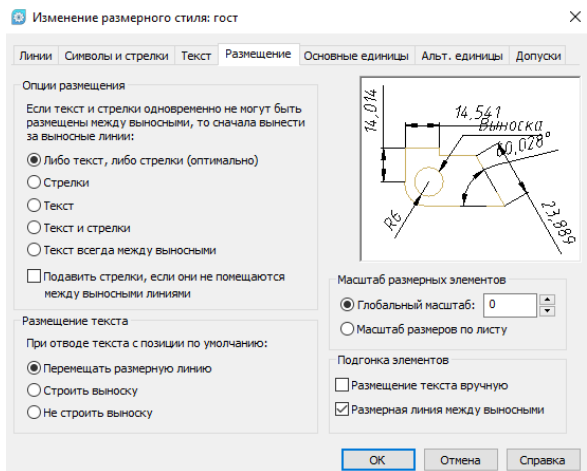 Изменение размерного стиля: гост
Линии
Символы и стрелки
Текст
Размещение
Основные единицы
Альт. единицы
Допуски
Опции размещения
Если текст и стрелки одновременно не могут быть
размещены между выносными, то сначала вынести
за выносные линии:
Либо текст, либо стрелки (оптимально)
Стрелки
Текст
Текст и стрелки
Текст всегда между выносными
Подавить стрелки, если они не помещаются
между выносными линиями
Размещение текста
При отводе текста с позиции по умолчанию:
Перемещать размерную линию
Строить выноску
Не строить выноску
14,014
14,541
Выноска
60,028°
R6
23,889
Масштаб размерных элементов
Глобальный масштаб:
0
Масштаб размеров по листу
Подгонка элементов
Размещение текста вручную
Размерная линия между выносными
ОК
Отмена
Справка